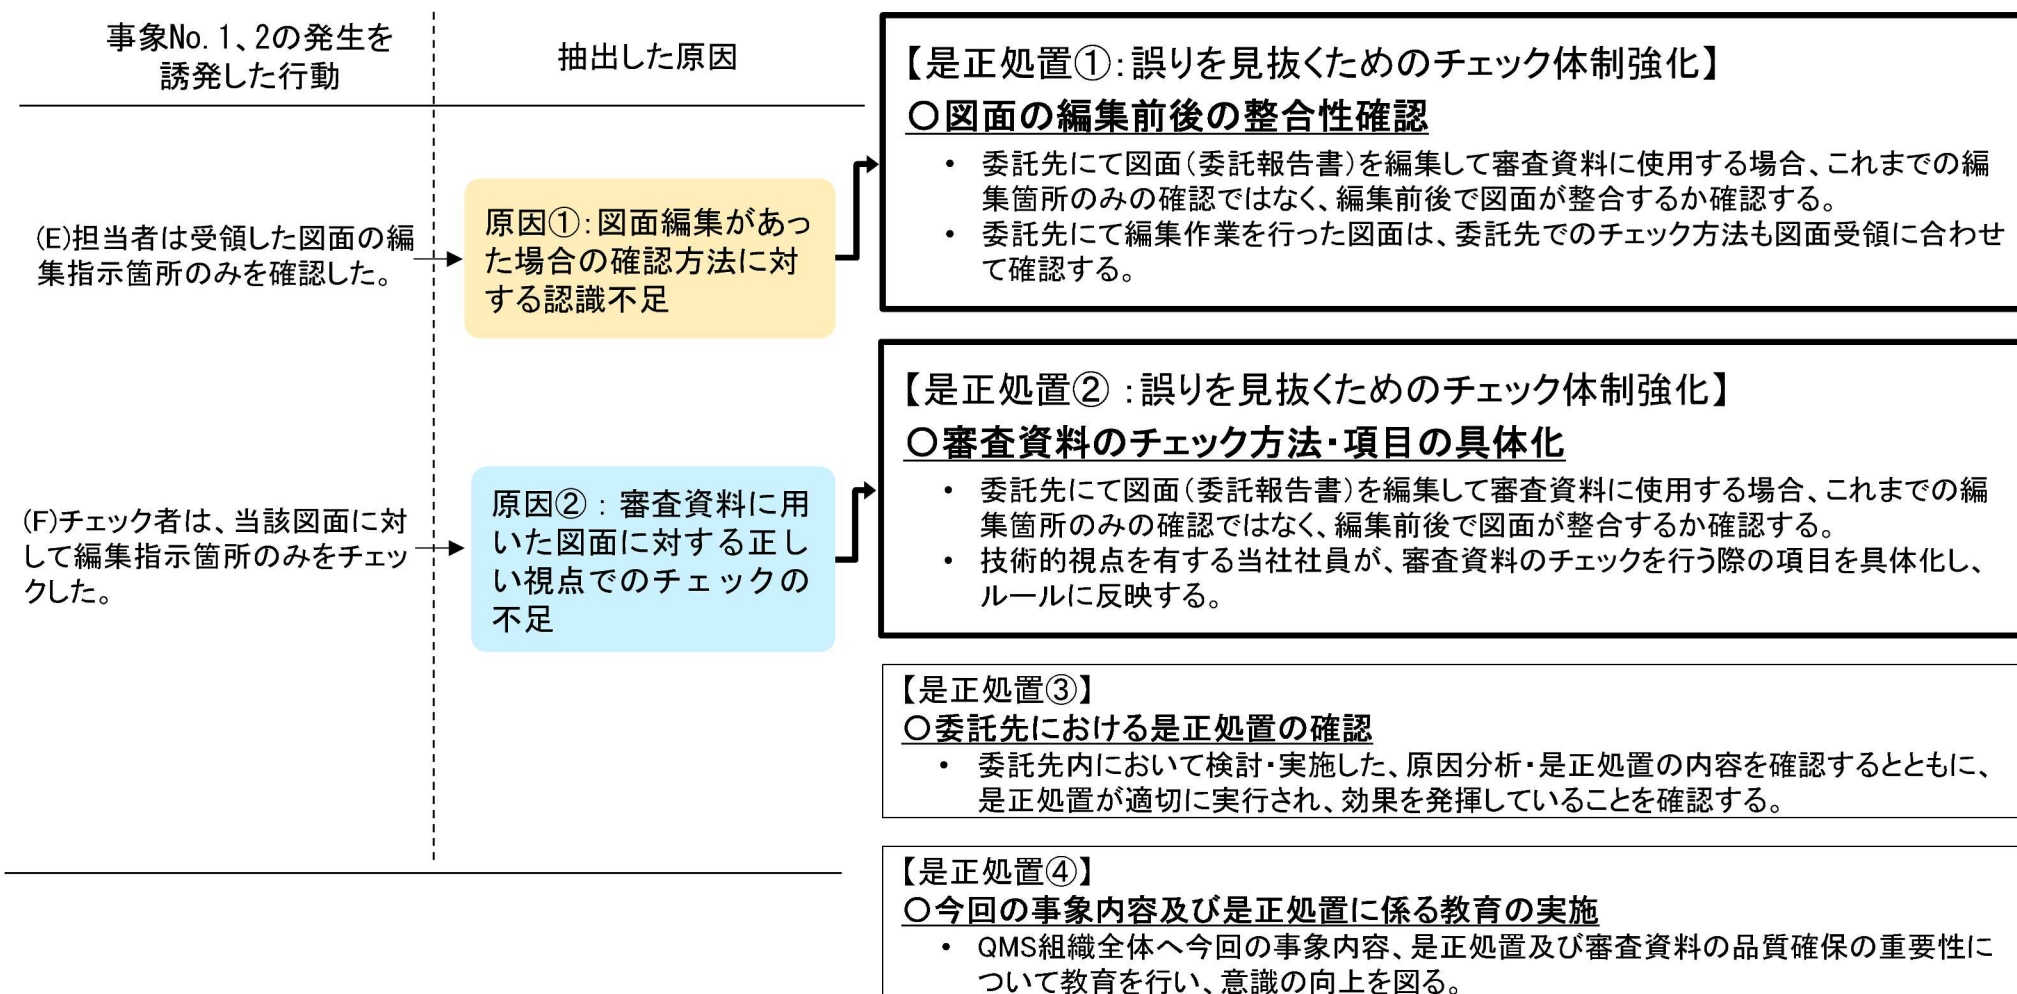 事象No.1、2の発生を
誘発した行動
抽出した原因
(E)担当者は受領した図面の編
集指示箇所のみを確認した。
原因①:図面編集があっ
た場合の確認方法に対
する認識不足
【是正処置①:誤りを見抜くためのチェック体制強化】
〇図面の編集前後の整合性確認
• 委託先にて図面(委託報告書)を編集して審査資料に使用する場合、これまでの編
集箇所のみの確認ではなく、編集前後で図面が整合するか確認する。
• 委託先にて編集作業を行った図面は、委託先でのチェック方法も図面受領に合わせ
て確認する。
(F)チェック者は、当該図面に対
して編集指示箇所のみをチェッ
クした。
原因②:審査資料に用
いた図面に対する正し
い視点でのチェックの
不足
【是正処置②:誤りを見抜くためのチェック体制強化】
〇審査資料のチェック方法・項目の具体化
• 委託先にて図面(委託報告書)を編集して審査資料に使用する場合、これまでの編
集箇所のみの確認ではなく、編集前後で図面が整合するか確認する。
• 技術的視点を有する当社社員が、審査資料のチェックを行う際の項目を具体化し、
ルールに反映する。
【是正処置③】
〇委託先における是正処置の確認
• 委託先内において検討・実施した、原因分析・是正処置の内容を確認するとともに、
是正処置が適切に実行され、効果を発揮していることを確認する。
【是正処置④】
〇今回の事象内容及び是正処置に係る教育の実施
• QMS組織全体へ今回の事象内容、是正処置及び審査資料の品質確保の重要性に
ついて教育を行い、意識の向上を図る。